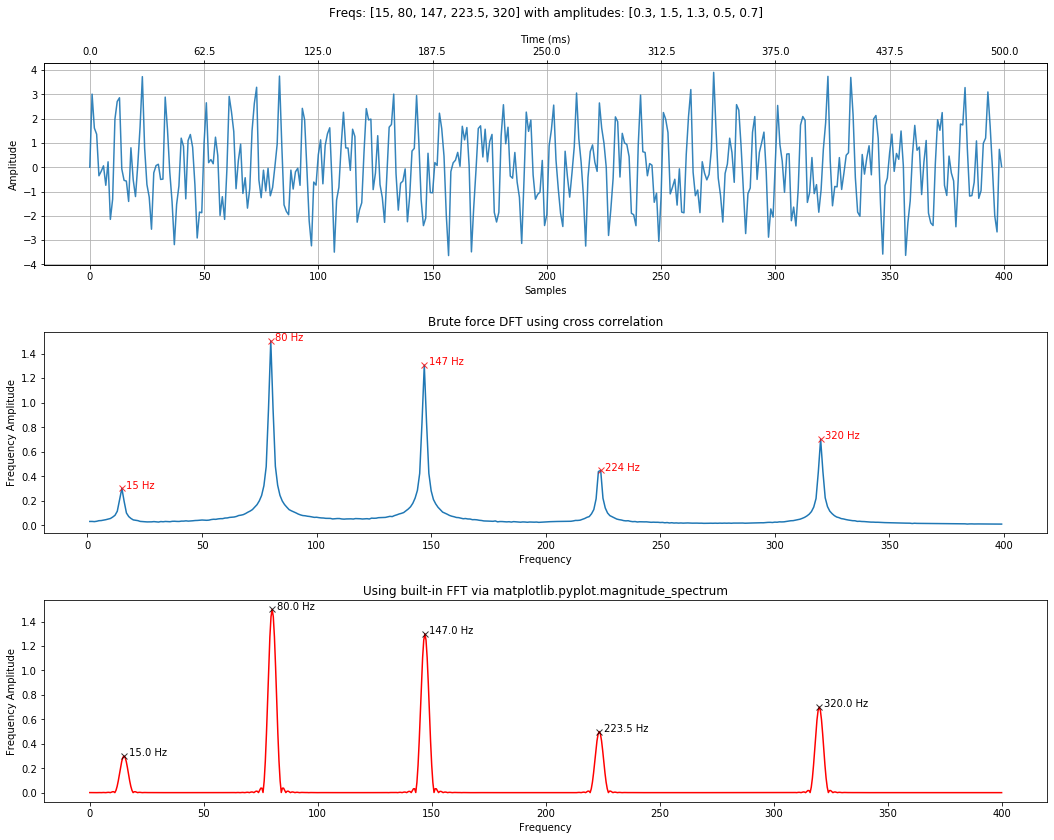 Freqs: [15, 80, 147, 223.5, 320] with amplitudes: [0.3, 1.5, 1.3, 0.5, 0.7]
Time (ms)
0.0 62.5 125.0 187.5 250.0 312.5 375.0 437.5 500.0
4
3
2
1
0
−1
−2
−3
−4
Amplitude
0 50 100 150 200 250 300 350 400
Samples
Brute force DFT using cross correlation
80 Hz
147 Hz
320 Hz
224 Hz
15 Hz
1.4
1.2
1.0
0.8
0.6
0.4
0.2
0.0
Frequency Amplitude
0 50 100 150 200 250 300 350 400
Frequency
Using built-in FFT via matplotlib.pyplot.magnitude_spectrum
80.0 Hz
147.0 Hz
320.0 Hz
223.5 Hz
15.0 Hz
1.4
1.2
1.0
0.8
0.6
0.4
0.2
0.0
Frequency Amplitude
0 50 100 150 200 250 300 350 400
Frequency